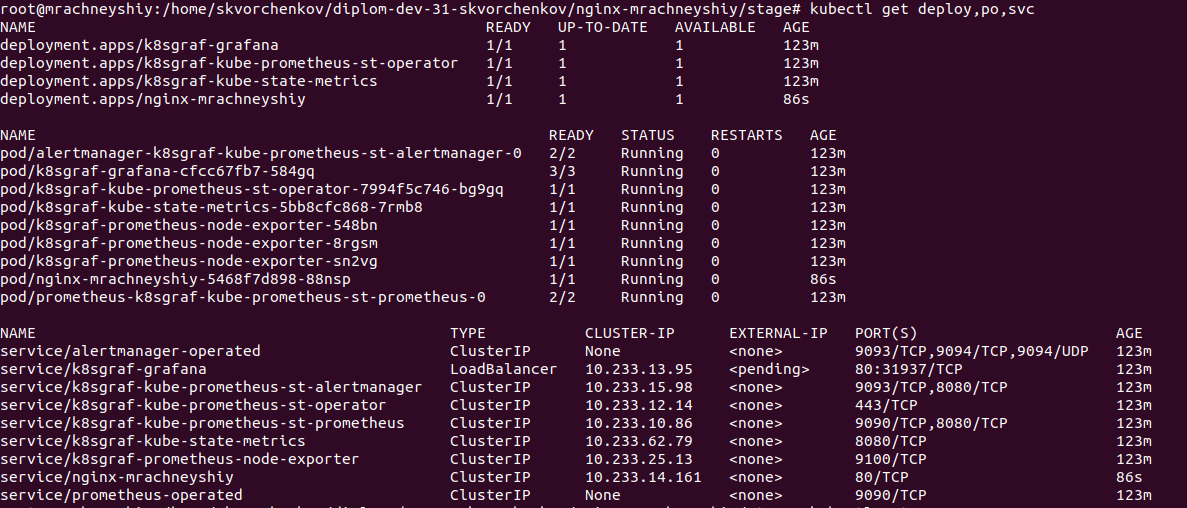 root@mrachneyshiy:/home/skvorchenkov/diplom-dev-31-skvorchenkov/nginx-mrachneyshiy/stage# kubectl get deploy,po,svc
NAME READY UP-TO-DATE AVAILABLE AGE
deployment.apps/k8sgraf-grafana 1/1 1 1 123m
deployment.apps/k8sgraf-kube-prometheus-st-operator 1/1 1 1 123m
deployment.apps/k8sgraf-kube-state-metrics 1/1 1 1 123m
deployment.apps/nginx-mrachneyshiy 1/1 1 1 86s
NAME READY STATUS RESTARTS AGE
pod/alertmanager-k8sgraf-kube-prometheus-st-alertmanager-0 2/2 Running 0 123m
pod/k8sgraf-grafana-cfcc67fb7-584gq 3/3 Running 0 123m
pod/k8sgraf-kube-prometheus-st-operator-7994f5c746-bg9gq 1/1 Running 0 123m
pod/k8sgraf-kube-state-metrics-5bb8cfc868-7rmb8 1/1 Running 0 123m
pod/k8sgraf-prometheus-node-exporter-548bn 1/1 Running 0 123m
pod/k8sgraf-prometheus-node-exporter-8rgsm 1/1 Running 0 123m
pod/k8sgraf-prometheus-node-exporter-sn2vg 1/1 Running 0 123m
pod/nginx-mrachneyshiy-5468f7d898-88nsp 1/1 Running 0 86s
pod/prometheus-k8sgraf-kube-prometheus-st-prometheus-0 2/2 Running 0 123m
NAME TYPE CLUSTER-IP EXTERNAL-IP PORT(S) AGE
service/alertmanager-operated ClusterIP None <none> 9093/TCP,9094/TCP,9094/UDP 123m
service/k8sgraf-grafana LoadBalancer 10.233.13.95 <pending> 80:31937/TCP 123m
service/k8sgraf-kube-prometheus-st-alertmanager ClusterIP 10.233.15.98 <none> 9093/TCP,8080/TCP 123m
service/k8sgraf-kube-prometheus-st-operator ClusterIP 10.233.12.14 <none> 443/TCP 123m
service/k8sgraf-kube-prometheus-st-prometheus ClusterIP 10.233.10.86 <none> 9090/TCP,8080/TCP 123m
service/k8sgraf-kube-state-metrics ClusterIP 10.233.62.79 <none> 8080/TCP 123m
service/k8sgraf-prometheus-node-exporter ClusterIP 10.233.25.13 <none> 9100/TCP 123m
service/nginx-mrachneyshiy ClusterIP 10.233.14.161 <none> 80/TCP 86s
service/prometheus-operated ClusterIP None <none> 9090/TCP 123m